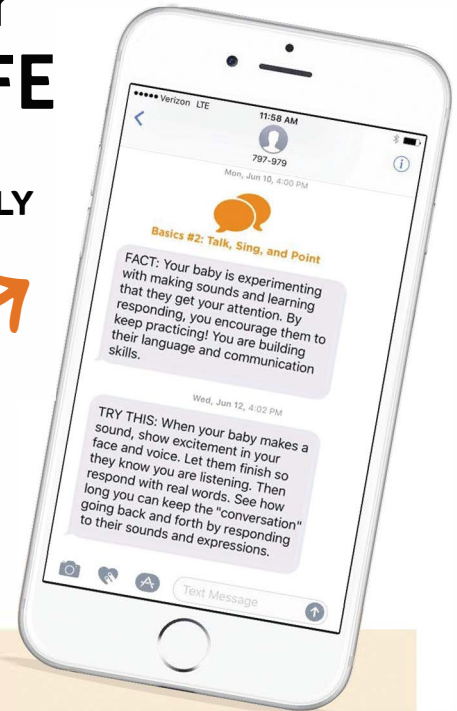 FE
LY
Verizon LTE
11:58 AM
797-979
Mon, Jun 10, 4:00 PM
Basics #2: Talk, Sing, and Point
FACT: Your baby is experimenting
with making sounds and learning
that they get your attention. By
responding, you encourage them to
keep practicing! You are building
their language and communication
skills.
Wed, Jun 12, 4:02 PM
TRY THIS: When your baby makes a
sound, show excitement in your
face and voice. Let them finish so
they know you are listening. Then
respond with real words. See how
long you can keep the "conversation"
going back and forth by responding
to their sounds and expressions.
Text Message